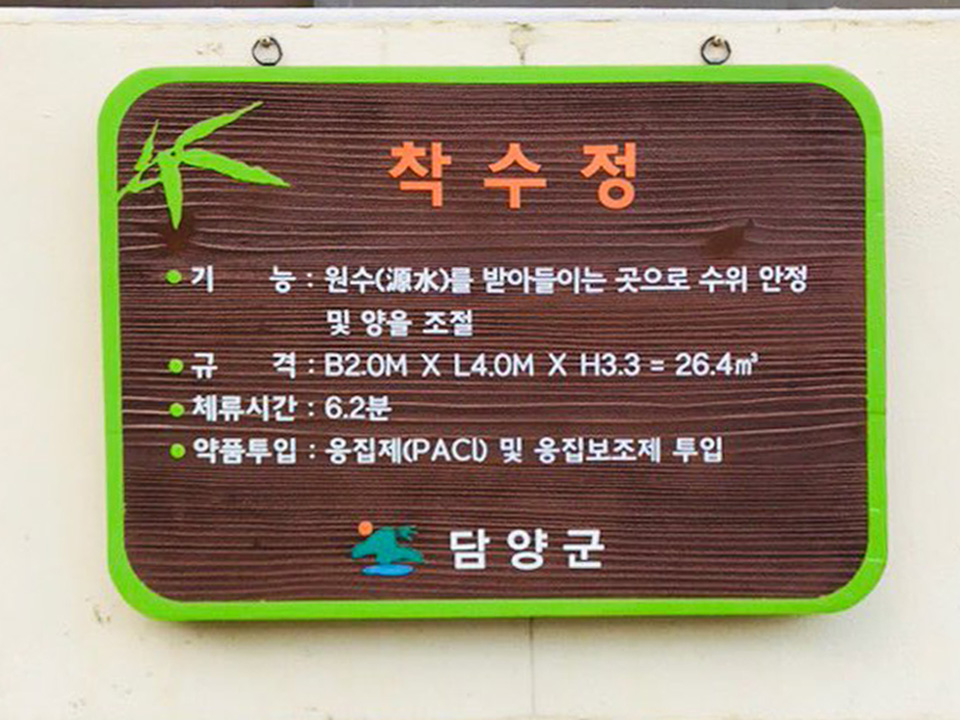 착수정
기 능 : 원수(源水)를 받아들이는 곳으로 수위 안정
및 양을 조절
규 격 : B2.0M X L4.0M X H3.3 = 26.4㎥
체류시간 : 6.2분
약품투입 : 응집제(PACl) 및 응집보조제 투입
담양군